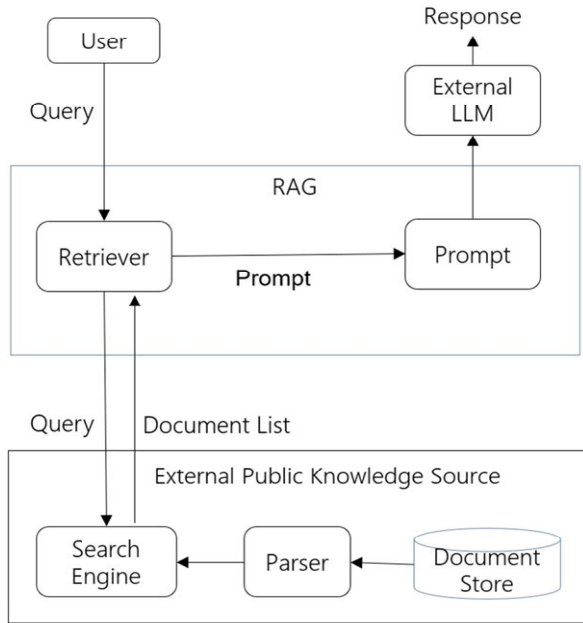 User
Response
External
LLM
Query
RAG
Retriever
Prompt
Prompt
Query
Document List
External Public Knowledge Source
Search
Engine
Parser
Document
Store